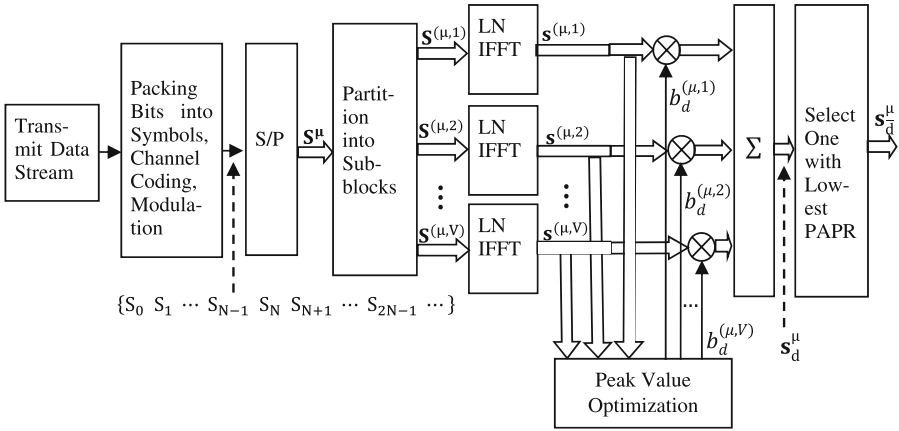 Trans-
mit Data
Stream
Packing
Bits into
Symbols,
Channel
Coding,
Modula-
tion
S/P
𝐒^μ
Partit-
ion
into
Sub-
blocks
𝐒^(μ,1)
𝐒^(μ,2)
⋮
𝐒^(μ,V)
LN
IFFT
LN
IFFT
LN
IFFT
𝐬^(μ,1)
𝐬^(μ,2)
⋮
𝐬^(μ,V)
b_d^(μ,1)
b_d^(μ,2)
...
b_d^(μ,V)
Σ
Select
One
with
Low-
est
PAPR
𝐬_d̄^μ
{S_0 S_1 ⋯ S_N−1 S_N S_N+1 ⋯ S_2N−1 ⋯}
𝐬_d^μ
Peak Value
Optimization